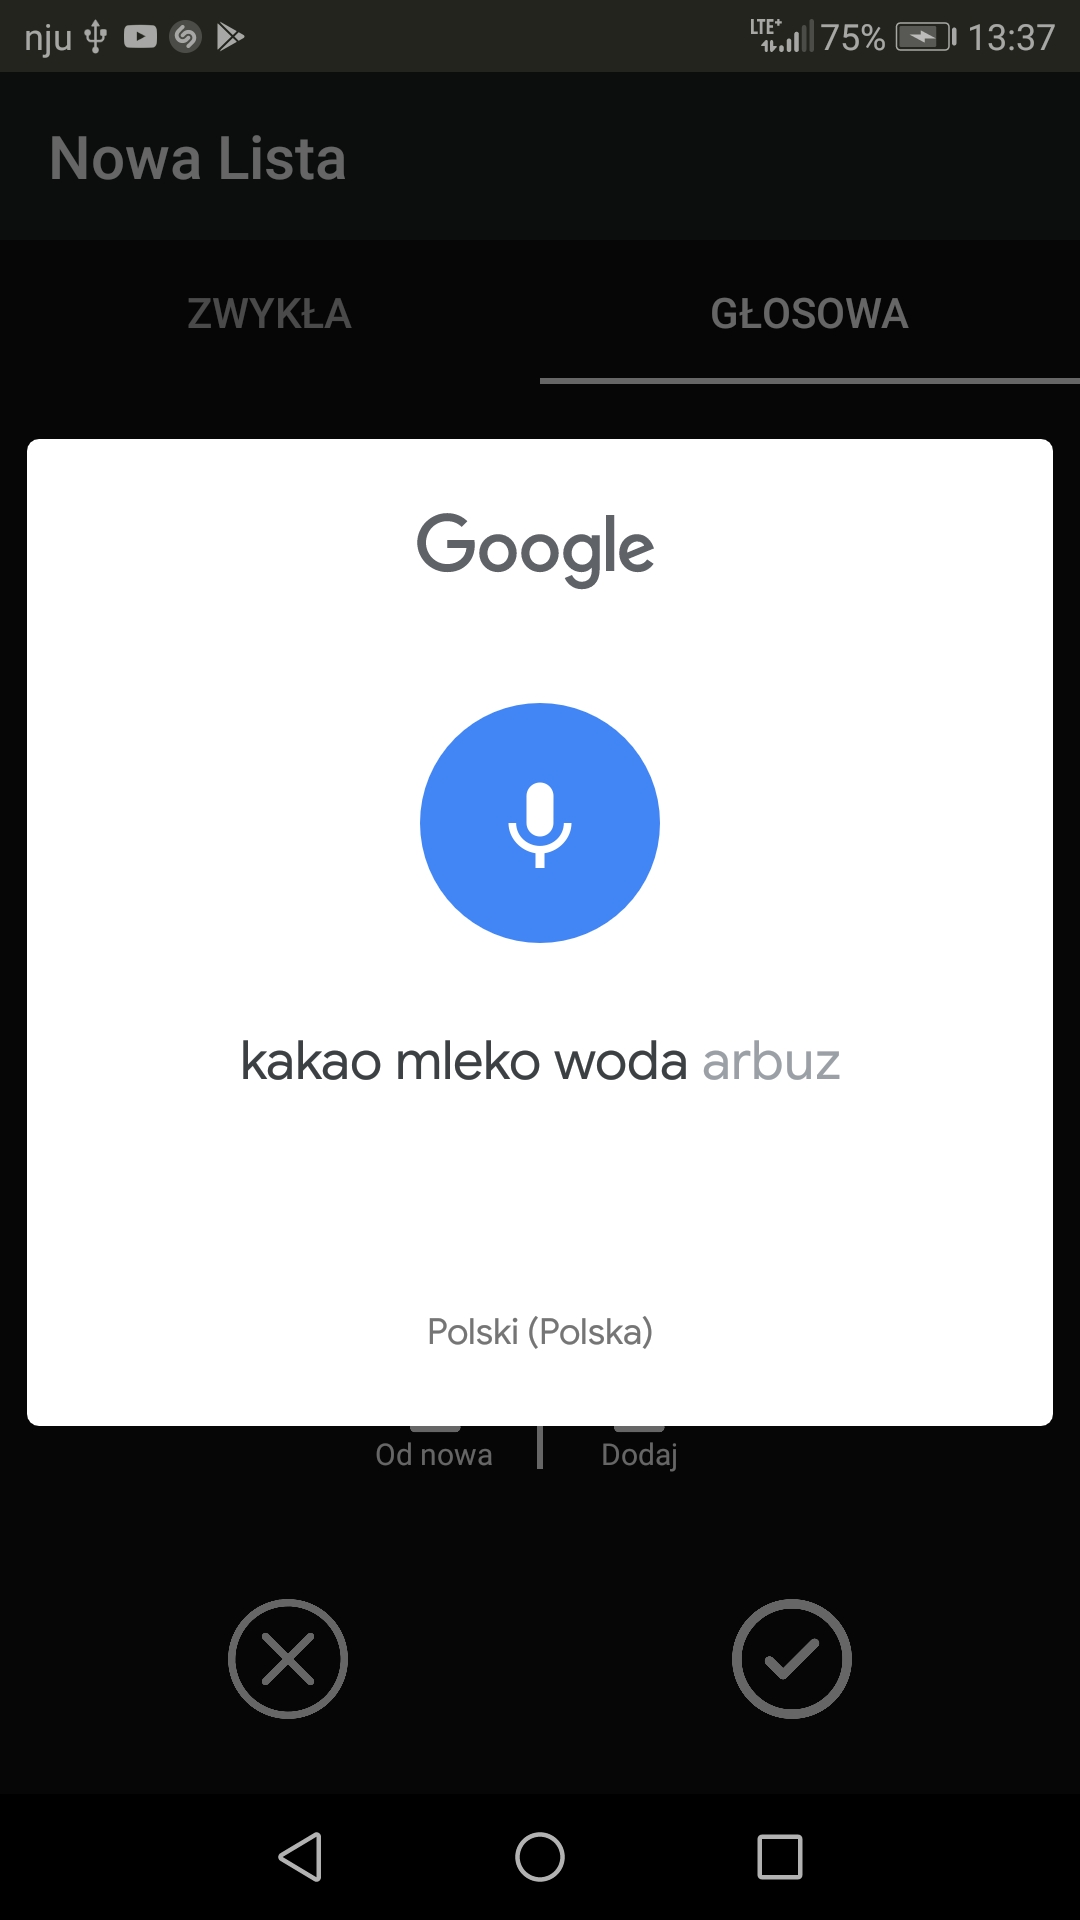 nju LTE+ 75% 13:37
Nowa Lista
ZWYKŁA GŁOSOWA
Google
kakao mleko woda arbuz
Polski (Polska)
Od nowa Dodaj